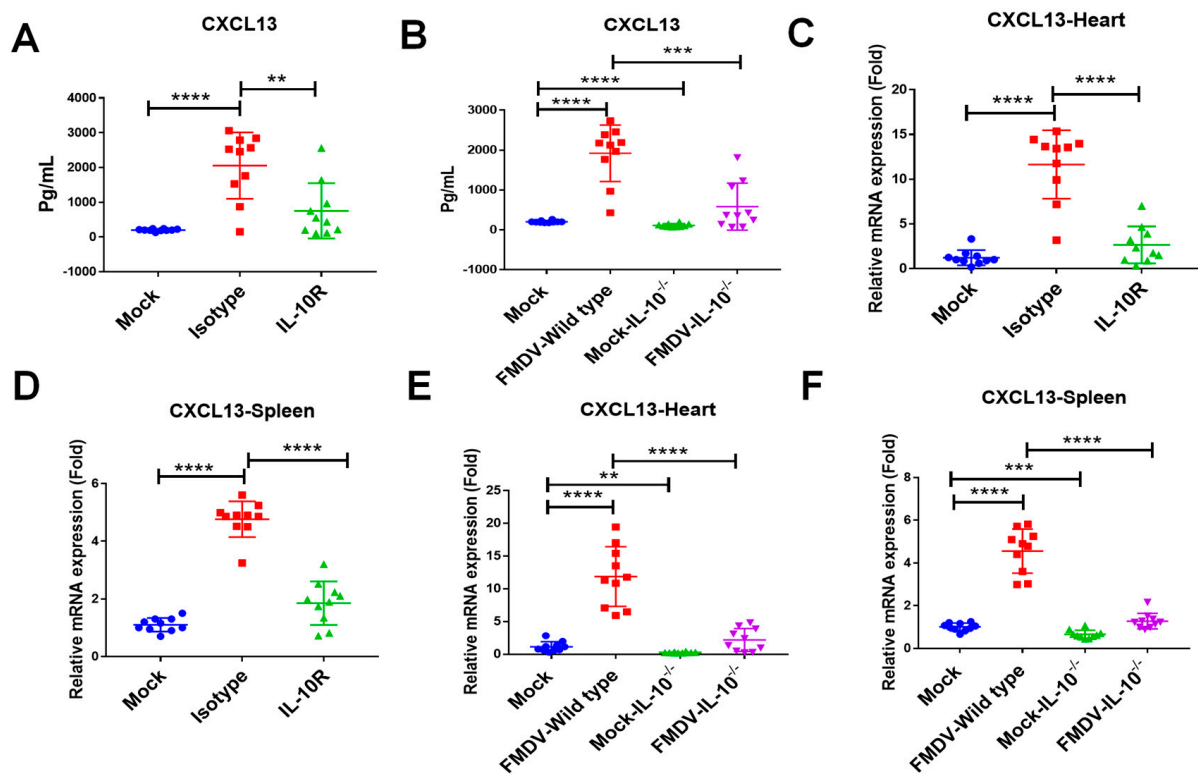 A
CXCL13
Pg/mL
4000
3000
2000
1000
0
-1000
****
**
Mock
Isotype
IL-10R
B
CXCL13
Pg/mL
3000
2000
1000
0
-1000
****
****
***
Mock
FMDV-Wild type
Mock-IL-10-/-
FMDV-IL-10-/-
C
CXCL13-Heart
Relative mRNA expression (Fold)
20
15
10
5
0
****
****
Mock
Isotype
IL-10R
D
CXCL13-Spleen
Relative mRNA expression (Fold)
6
4
2
0
****
****
Mock
Isotype
IL-10R
E
CXCL13-Heart
Relative mRNA expression (Fold)
25
20
15
10
5
0
****
**
****
Mock
FMDV-Wild type
Mock-IL-10-/-
FMDV-IL-10-/-
F
CXCL13-Spleen
Relative mRNA expression (Fold)
8
6
4
2
0
****
***
****
Mock
FMDV-Wild type
Mock-IL-10-/-
FMDV-IL-10-/-